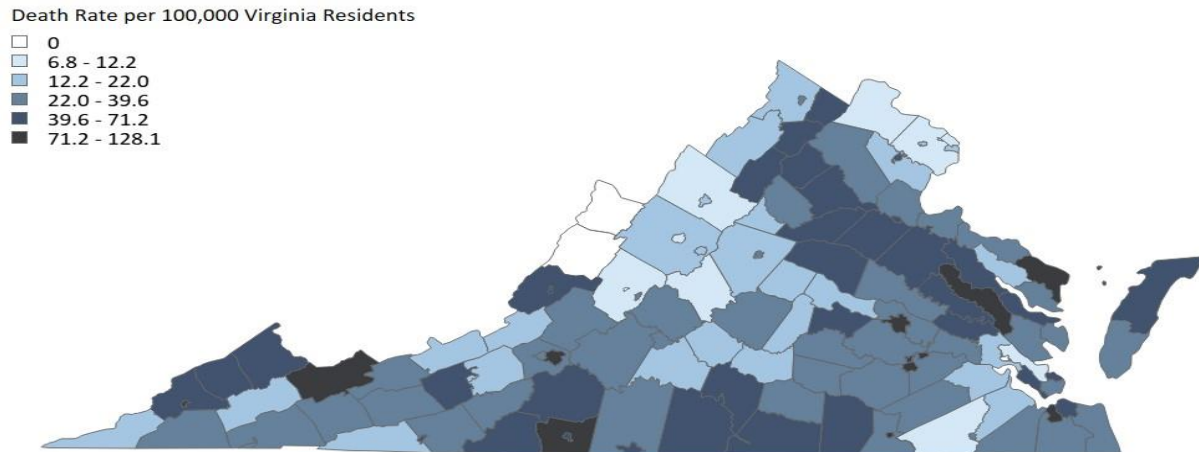 Death Rate per 100,000 Virginia Residents
0
6.8 - 12.2
12.2 - 22.0
22.0 - 39.6
39.6 - 71.2
71.2 - 128.1